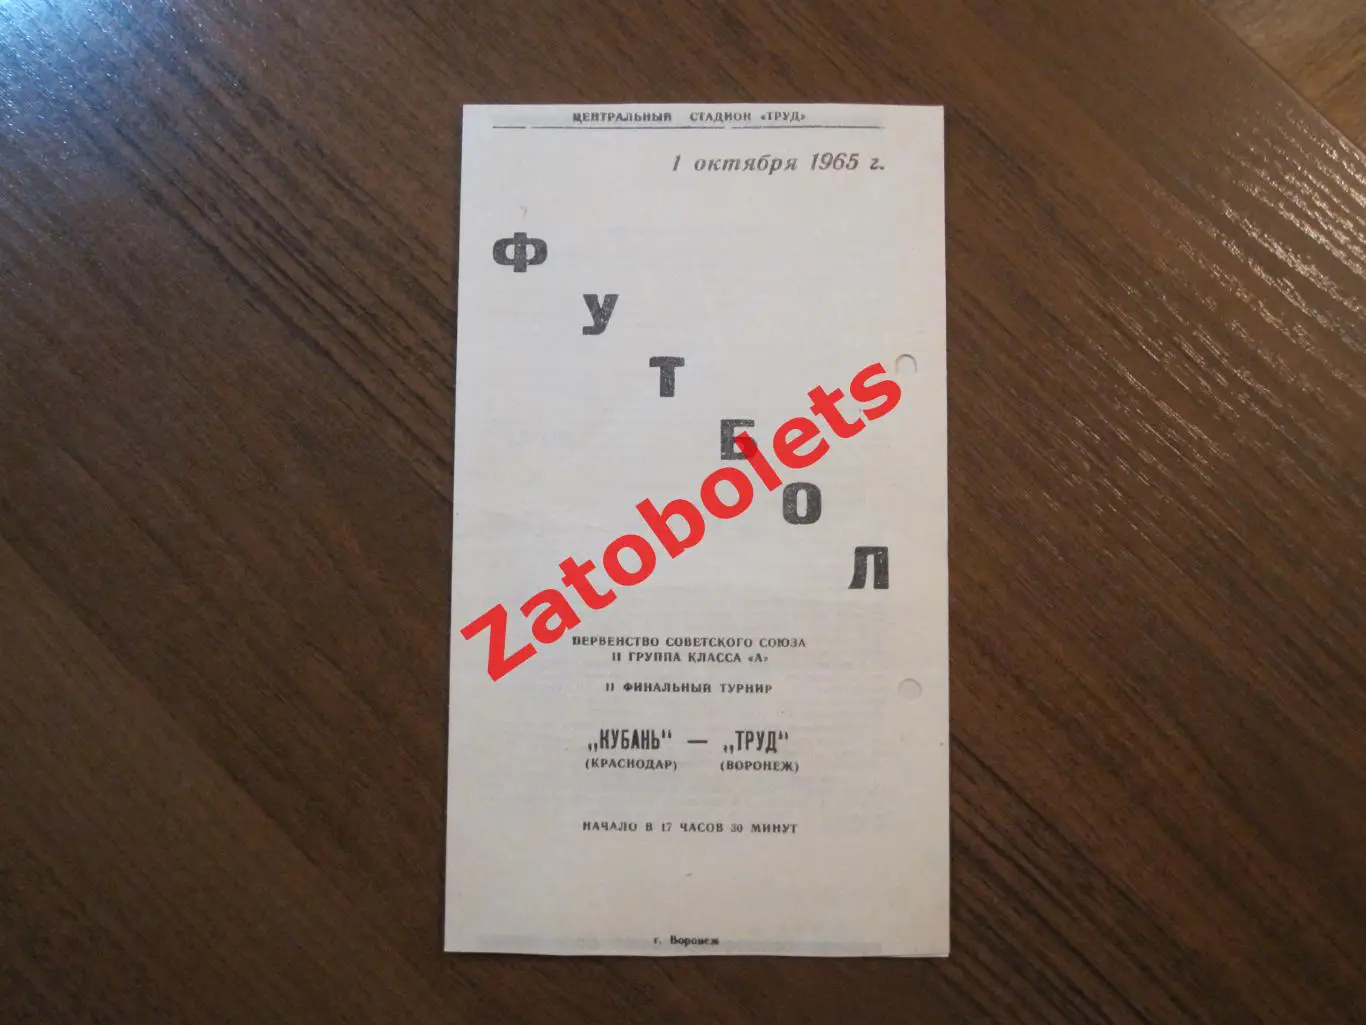 ЦЕНТРАЛЬНЫЙ СТАДИОН «ТРУД»
1 октября 1965 г.
Ф
У
Т
Б
О
Л
Zatobolets
ПЕРВЕНСТВО СОВЕТСКОГО СОЮЗА
II ГРУППА КЛАССА «А»
II ФИНАЛЬНЫЙ ТУРНИР
„КУБАНЬ“ — „ТРУД“
(КРАСНОДАР) (ВОРОНЕЖ)
НАЧАЛО В 17 ЧАСОВ 30 МИНУТ
г. Воронеж